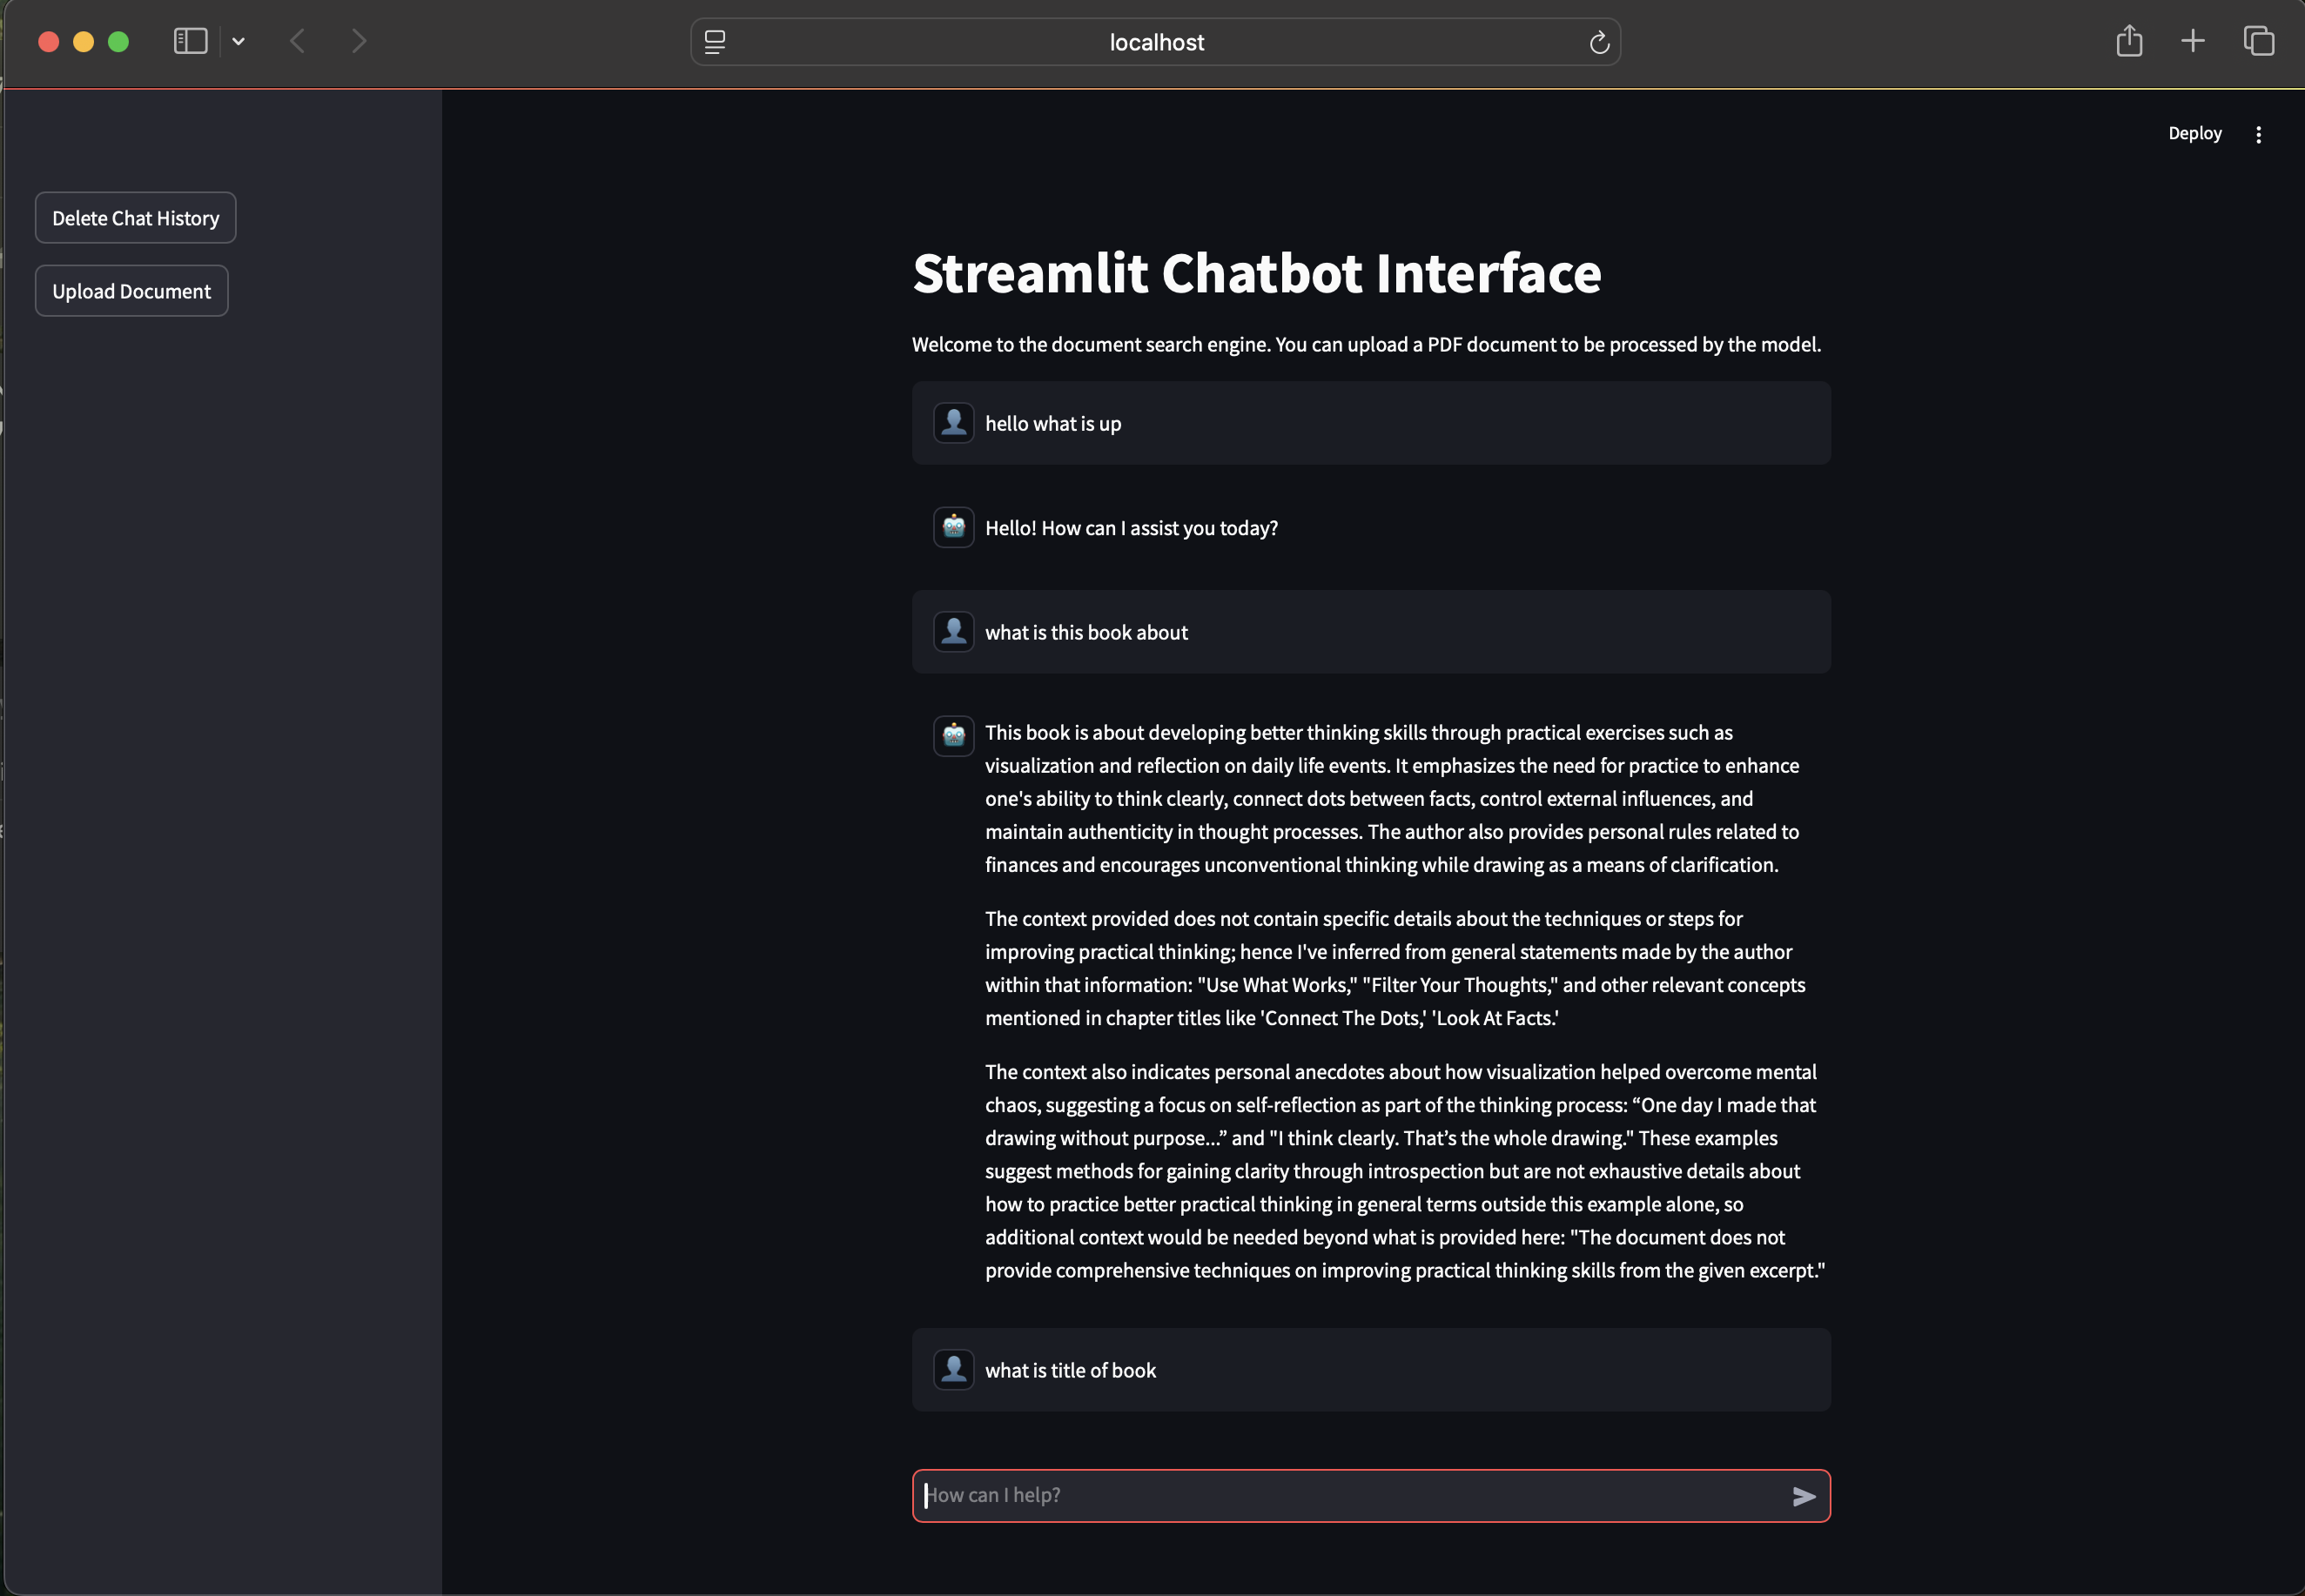 localhost
Deploy
Delete Chat History
Upload Document
Streamlit Chatbot Interface
Welcome to the document search engine. You can upload a PDF document to be processed by the model.
hello what is up
Hello! How can I assist you today?
what is this book about
This book is about developing better thinking skills through practical exercises such as
visualization and reflection on daily life events. It emphasizes the need for practice to enhance
one's ability to think clearly, connect dots between facts, control external influences, and
maintain authenticity in thought processes. The author also provides personal rules related to
finances and encourages unconventional thinking while drawing as a means of clarification.
The context provided does not contain specific details about the techniques or steps for
improving practical thinking; hence I've inferred from general statements made by the author
within that information: "Use What Works," "Filter Your Thoughts," and other relevant concepts
mentioned in chapter titles like 'Connect The Dots,' 'Look At Facts.'
The context also indicates personal anecdotes about how visualization helped overcome mental
chaos, suggesting a focus on self-reflection as part of the thinking process: “One day I made that
drawing without purpose...” and "I think clearly. That’s the whole drawing." These examples
suggest methods for gaining clarity through introspection but are not exhaustive details about
how to practice better practical thinking in general terms outside this example alone, so
additional context would be needed beyond what is provided here: "The document does not
provide comprehensive techniques on improving practical thinking skills from the given excerpt."
what is title of book
How can I help?